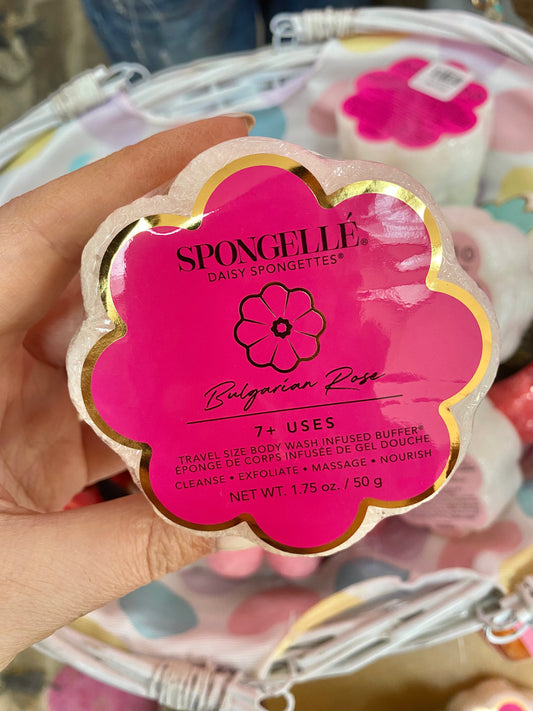 SPONGELLÉ®
DAISY SPONGETTES®
Bulgarian Rose
7+ USES
TRAVEL SIZE BODY WASH INFUSED BUFFER®
ÉPONGE DE CORPS INFUSÉE DE GEL DOUCHE
CLEANSE • EXFOLIATE • MASSAGE • NOURISH
NET WT. 1.75 oz. / 50 g